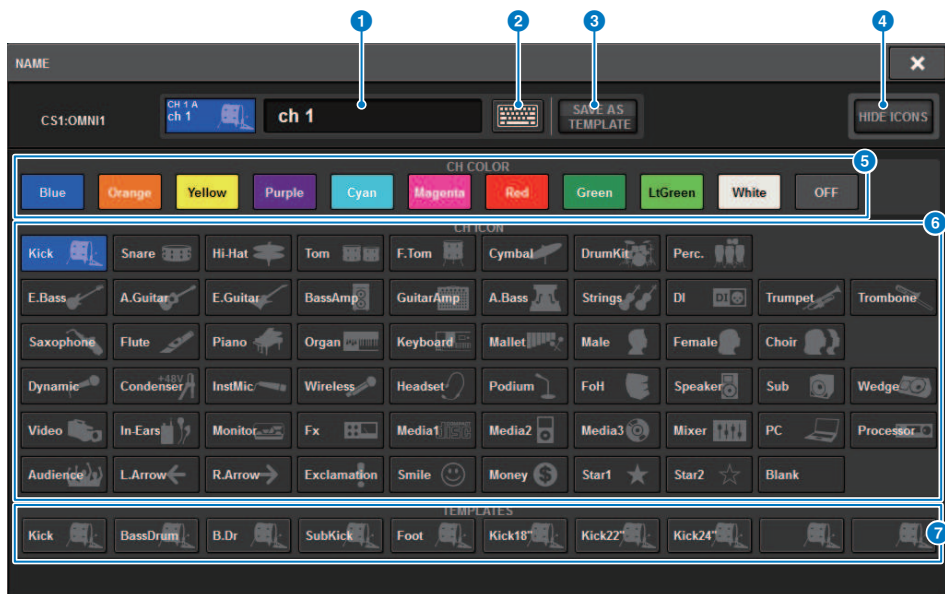 1 2 3 4
NAME
CS1:OMNI1
CH 1 A
ch 1
ch 1
SAVE AS
TEMPLATE
HIDE ICONS
CH COLOR
5
Blue Orange Yellow Purple Cyan Magenta Red Green LtGreen White OFF
CH ICON
6
Kick Snare Hi-Hat Tom F.Tom Cymbal DrumKit Perc.
E.Bass A.Guitar E.Guitar BassAmp GuitarAmp A.Bass Strings DI DI Trumpet Trombone
Saxophone Flute Piano Organ Keyboard Mallet Male Female Choir
Dynamic Condenser +48V InstMic Wireless Headset Podium FoH Speaker Sub Wedge
Video In-Ears Monitor Fx Media1 Media2 Media3 Mixer PC Processor
Audience L.Arrow R.Arrow Exclamation Smile Money $ Star1 Star2 Blank
TEMPLATES
Kick BassDrum B.Dr SubKick Foot Kick18" Kick22" Kick24"
7